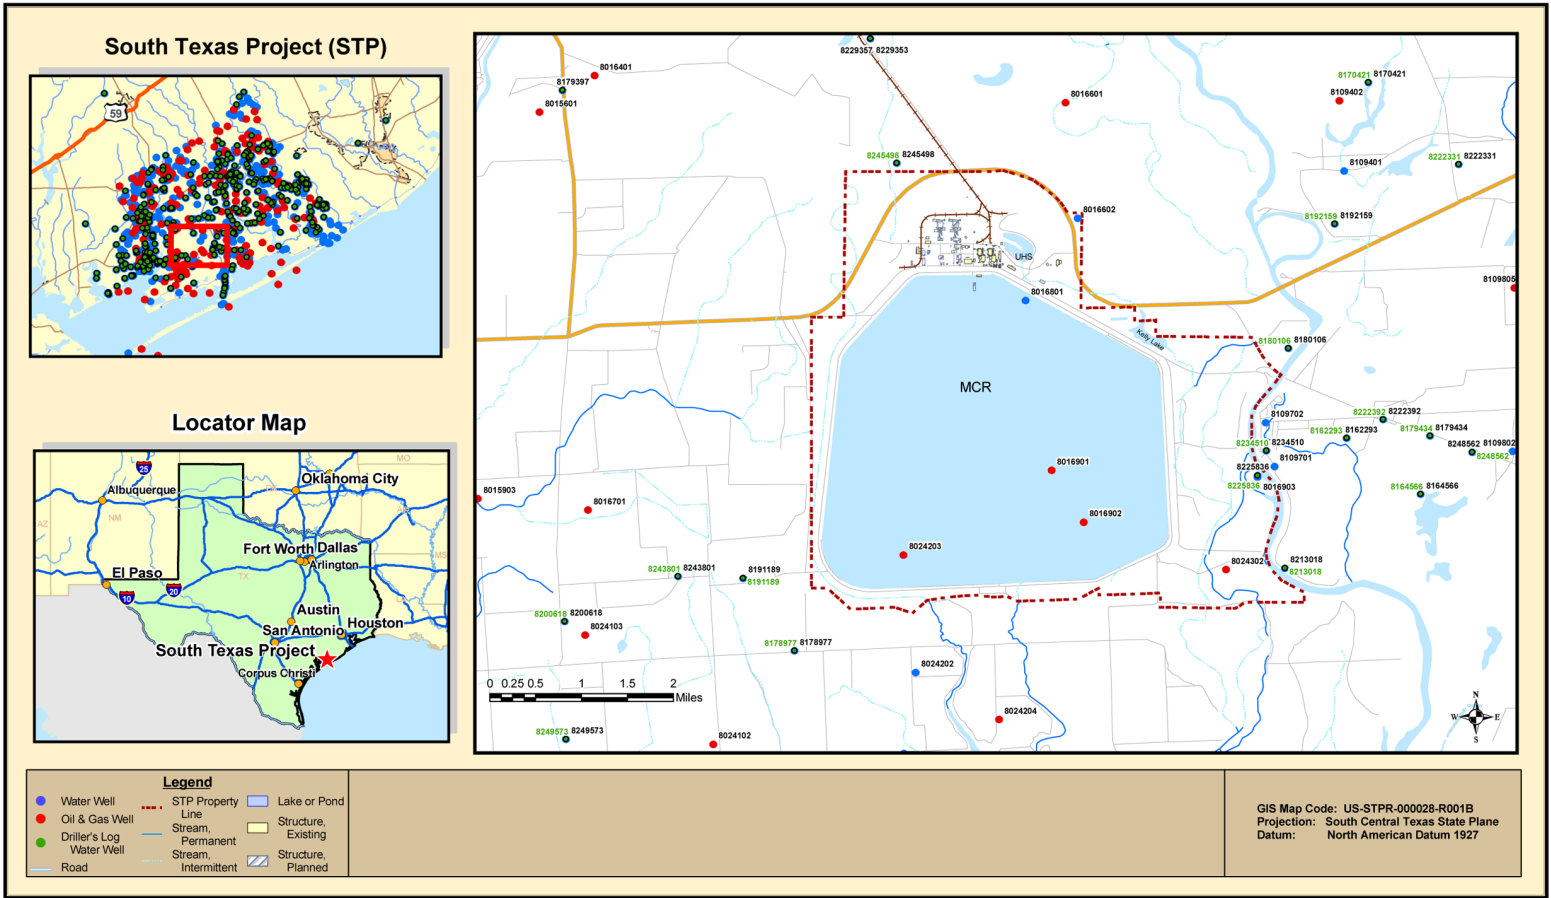 South Texas Project (STP)
59
Locator Map
MO
25
Oklahoma City
Albuquerque
NM
AZ
MS
Fort Worth Dallas
Arlington
TX
El Paso
20
10
Austin
Houston
San Antonio
South Texas Project
Corpus Christi
8229357 8229353
8016401
8179397
8015601
8016601
8170421 8170421
8109402
8245498 8245498
8109401
8222331 8222331
8016602
8192159 8192159
UHS
8109805
8016801
Kelly Lake
8180106 8180106
MCR
8109702
8222392 8222392
8162293 8162293
8179434 8179434
8234510 8234510
8248562 8109802
8248562
8109701
8225836
8225836 8016903
8016901
8164566 8164566
8015903
8016701
8016902
8024203
8024302
8213018
8213018
8243801 8243801
8191189
8191189
8200618 8200618
8024103
8178977 8178977
8024202
0 0.25 0.5 1 1.5 2
Miles
8024204
8249573 8249573
8024102
N
W E
S
Legend
Water Well
Oil & Gas Well
Driller's Log
Water Well
Road
STP Property
Line
Stream,
Permanent
Stream,
Intermittent
Lake or Pond
Structure,
Existing
Structure,
Planned
GIS Map Code: US-STPR-000028-R001B
Projection: South Central Texas State Plane
Datum: North American Datum 1927